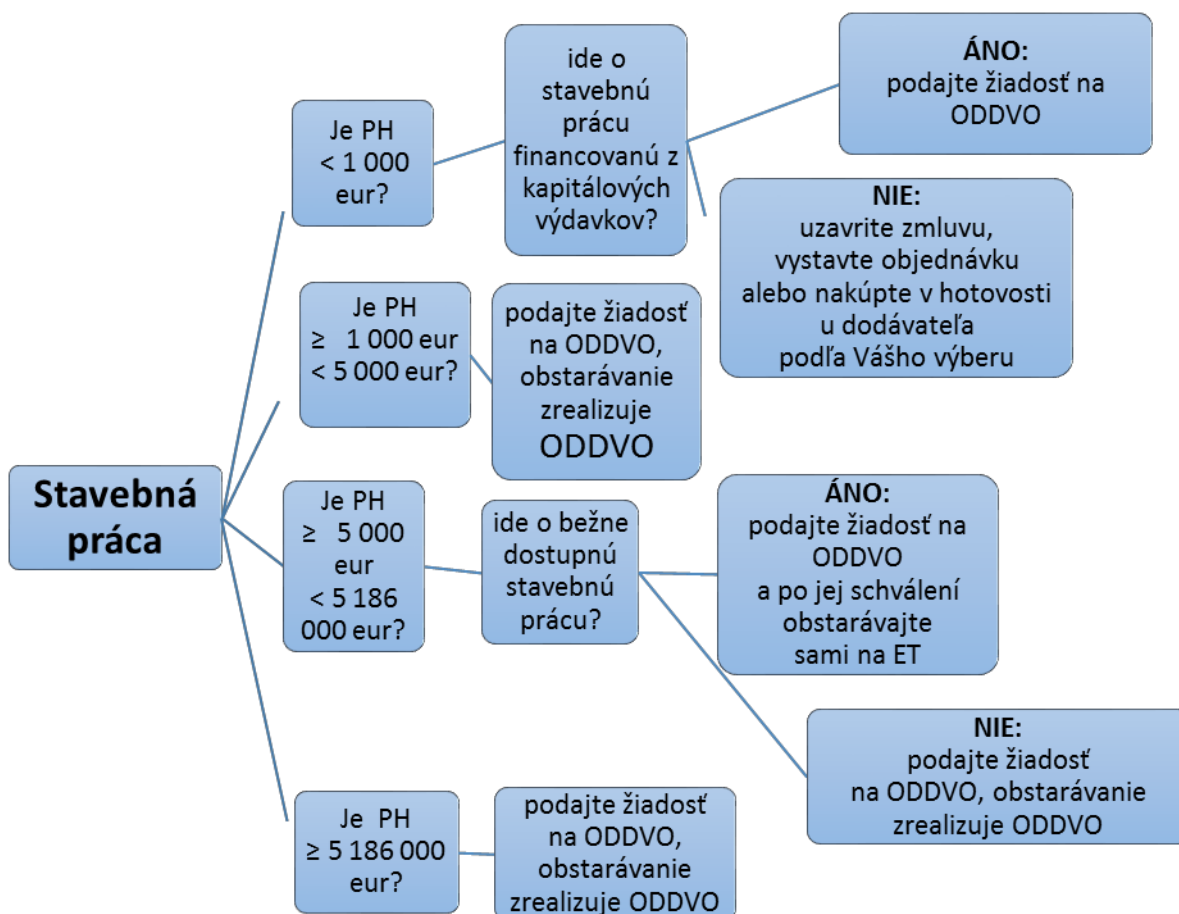 Stavebná
práca
Je PH
< 1 000
eur?
ide o
stavebnú
prácu
financovanú z
kapitálových
výdavkov?
ÁNO:
podajte žiadosť na
ODDVO
NIE:
uzavrite zmluvu,
vystavte objednávku
alebo nakúpte v hotovosti
u dodávateľa
podľa Vášho výberu
Je PH
≥ 1 000 eur
< 5 000 eur?
podajte žiadosť
na ODDVO,
obstarávanie
zrealizuje
ODDVO
Je PH
≥ 5 000
eur
< 5 186
000 eur?
ide o bežne
dostupnú
stavebnú
prácu?
ÁNO:
podajte žiadosť na
ODDVO
a po jej schválení
obstarávajte
sami na ET
NIE:
podajte žiadosť
na ODDVO, obstarávanie
zrealizuje ODDVO
Je PH
≥ 5 186 000
eur?
podajte žiadosť
na ODDVO,
obstarávanie
zrealizuje ODDVO